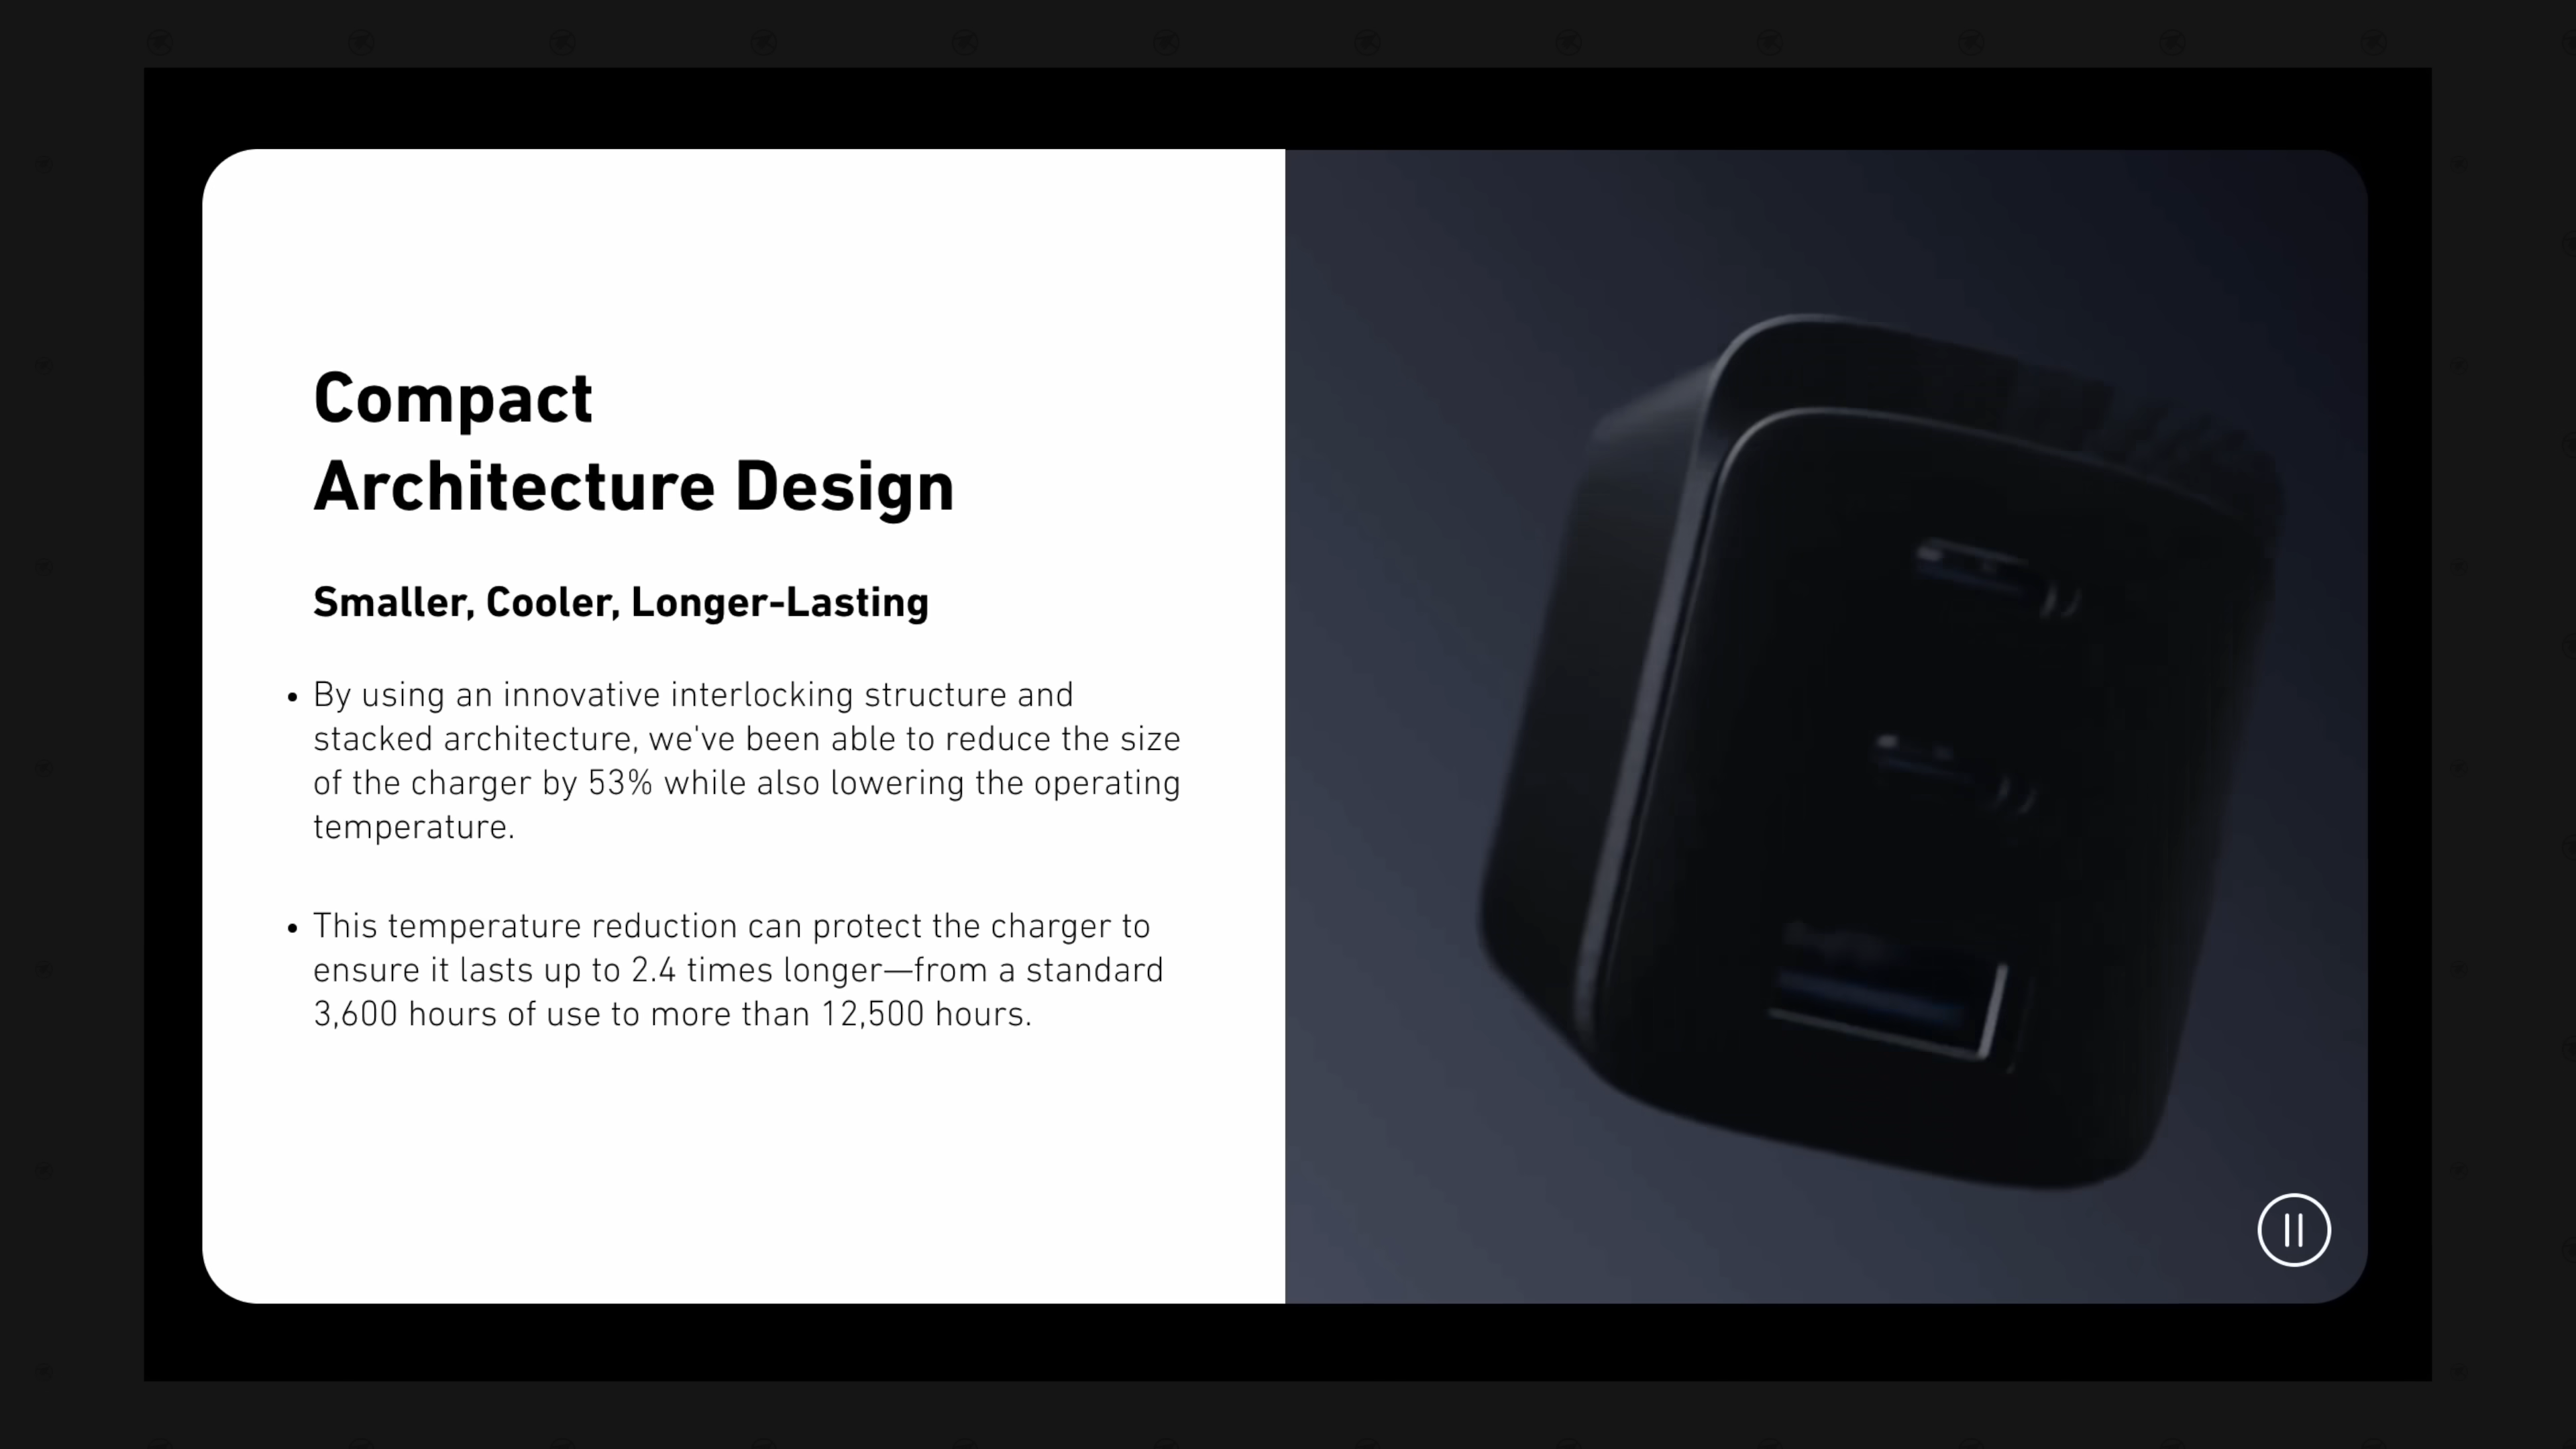 Compact
Architecture Design
Smaller, Cooler, Longer-Lasting
• By using an innovative interlocking structure and
stacked architecture, we've been able to reduce the size
of the charger by 53% while also lowering the operating
temperature.
• This temperature reduction can protect the charger to
ensure it lasts up to 2.4 times longer—from a standard
3,600 hours of use to more than 12,500 hours.